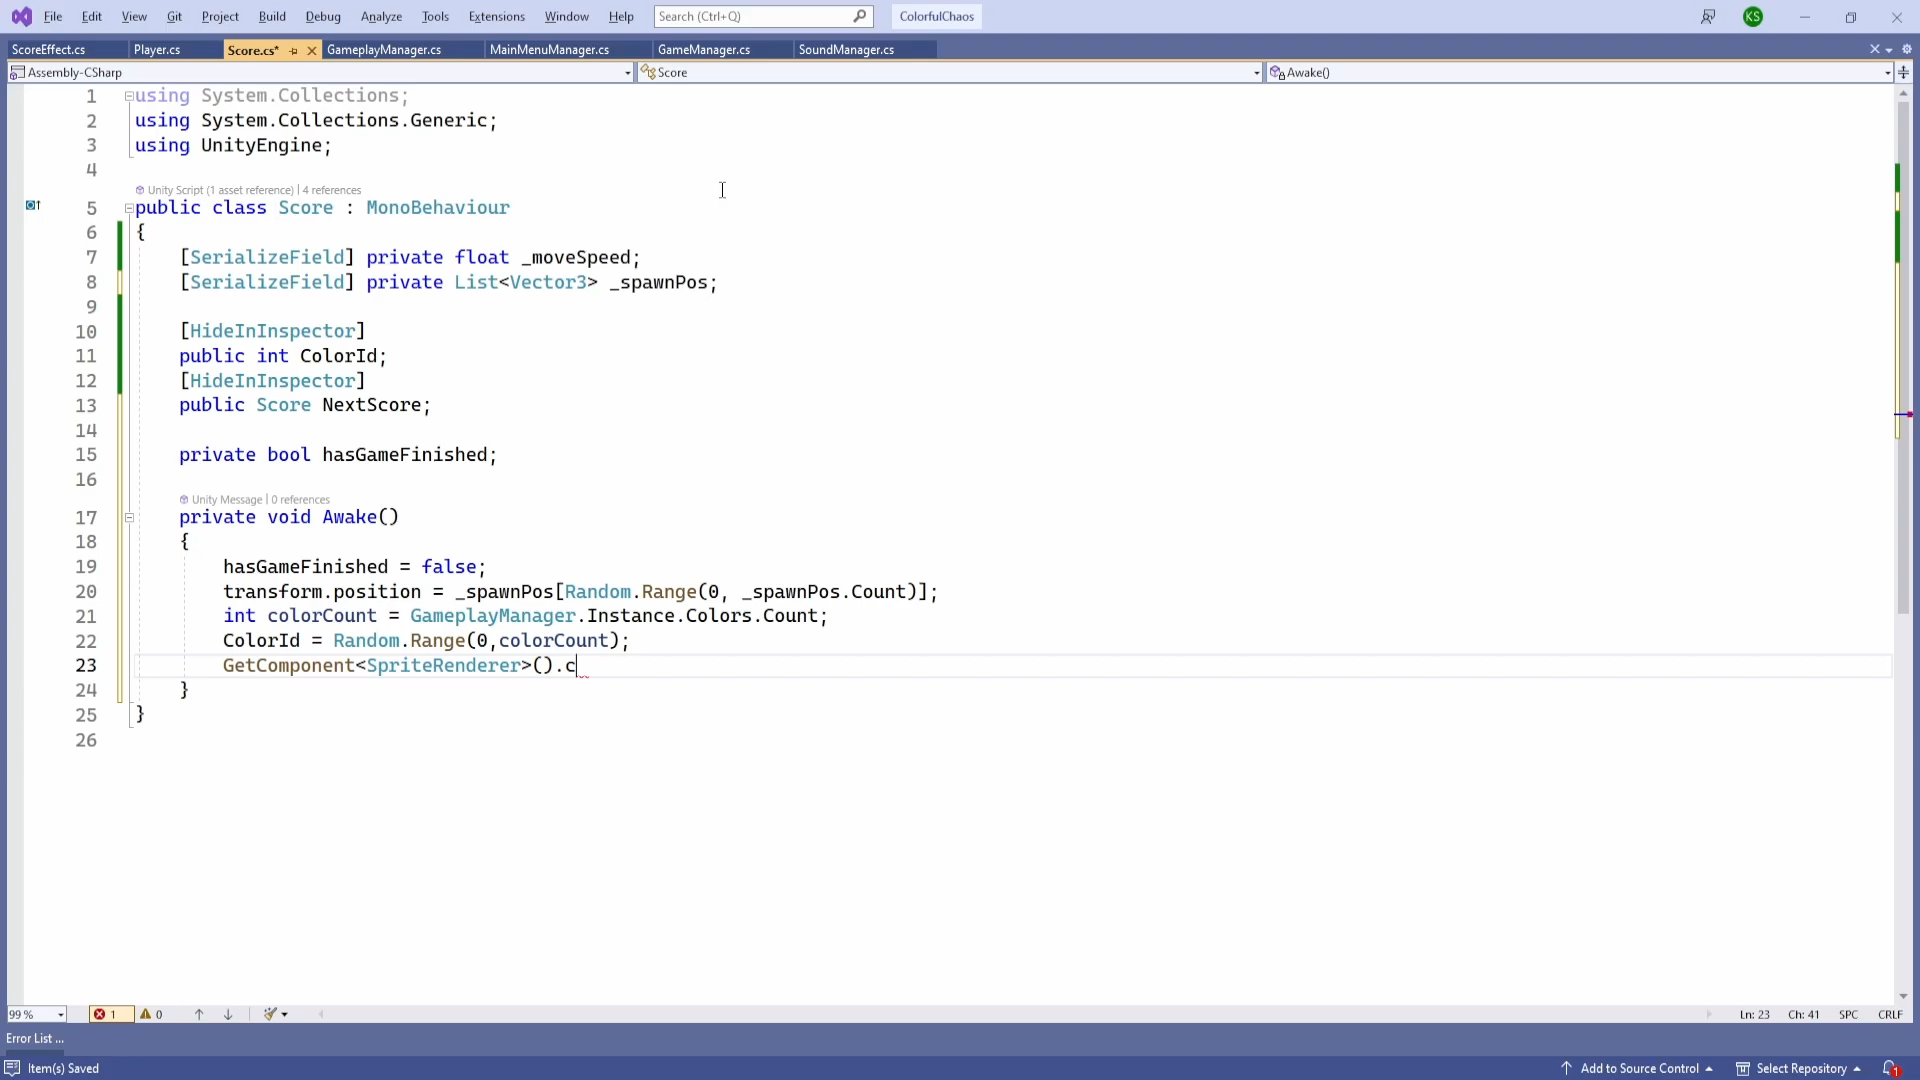 File Edit View Git Project Build Debug Analyze Tools Extensions Window Help Search (Ctrl+Q) ColorfulChaos KS
ScoreEffect.cs Player.cs Score.cs* GameplayManager.cs MainMenuManager.cs GameManager.cs SoundManager.cs
Assembly-CSharp Score Awake()
1 using System.Collections;
2 using System.Collections.Generic;
3 using UnityEngine;
4
Unity Script (1 asset reference) | 4 references
5 public class Score : MonoBehaviour
6 {
7 [SerializeField] private float _moveSpeed;
8 [SerializeField] private List<Vector3> _spawnPos;
9
10 [HideInInspector]
11 public int ColorId;
12 [HideInInspector]
13 public Score NextScore;
14
15 private bool hasGameFinished;
16
Unity Message | 0 references
17 private void Awake()
18 {
19 hasGameFinished = false;
20 transform.position = _spawnPos[Random.Range(0, _spawnPos.Count)];
21 int colorCount = GameplayManager.Instance.Colors.Count;
22 ColorId = Random.Range(0,colorCount);
23 GetComponent<SpriteRenderer>().c
24 }
25 }
26
99 % 1 0 Ln: 23 Ch: 41 SPC CRLF
Error List ...
Item(s) Saved Add to Source Control Select Repository 1